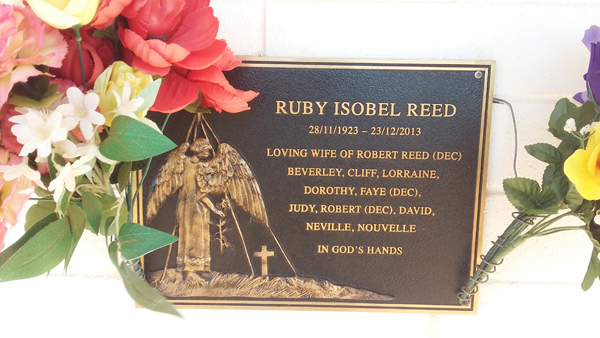 RUBY ISOBEL REED
28/11/1923 – 23/12/2013
LOVING WIFE OF ROBERT REED (DEC)
BEVERLEY, CLIFF, LORRAINE,
DOROTHY, FAYE (DEC),
JUDY, ROBERT (DEC), DAVID,
NEVILLE, NOUVELLE
IN GOD'S HANDS